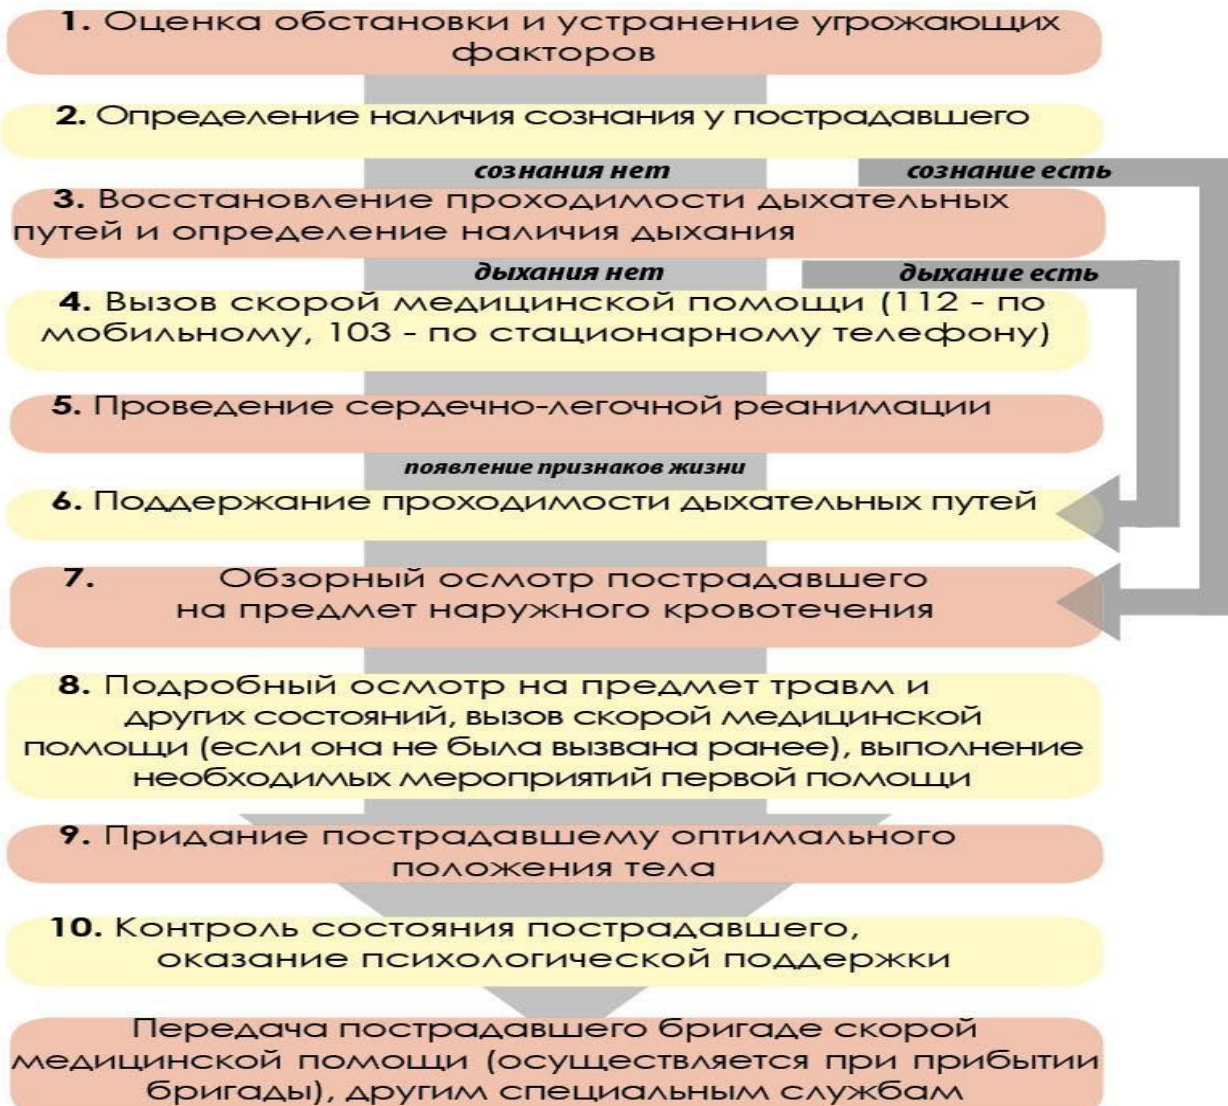 1. Оценка обстановки и устранение угрожающих
факторов
2. Определение наличия сознания у пострадавшего
сознания нет
сознание есть
3. Восстановление проходимости дыхательных
путей и определение наличия дыхания
дыхания нет
дыхание есть
4. Вызов скорой медицинской помощи (112 - по
мобильному, 103 - по стационарному телефону)
5. Проведение сердечно-легочной реанимации
появление признаков жизни
6. Поддержание проходимости дыхательных путей
7. Обзорный осмотр пострадавшего
на предмет наружного кровотечения
8. Подробный осмотр на предмет травм и
других состояний, вызов скорой медицинской
помощи (если она не была вызвана ранее), выполнение
необходимых мероприятий первой помощи
9. Придание пострадавшему оптимального
положения тела
10. Контроль состояния пострадавшего,
оказание психологической поддержки
Передача пострадавшего бригаде скорой
медицинской помощи (осуществляется при прибытии
бригады), другим специальным службам